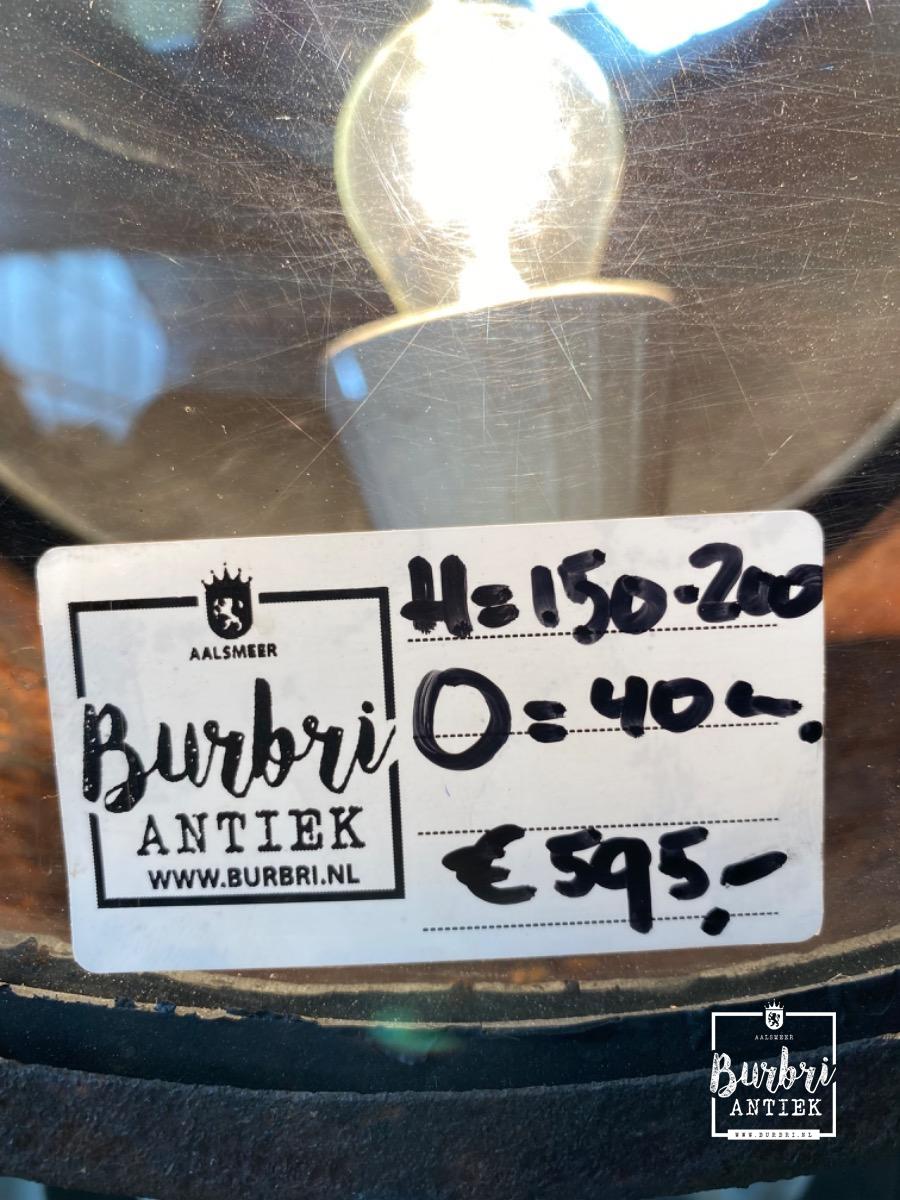 AALSMEER
Burbri
ANTIEK
WWW.BURBRI.NL
H=150-200
O=40
€595,-
AALSMEER
Burbri
ANTIEK
WWW.BURBRI.NL